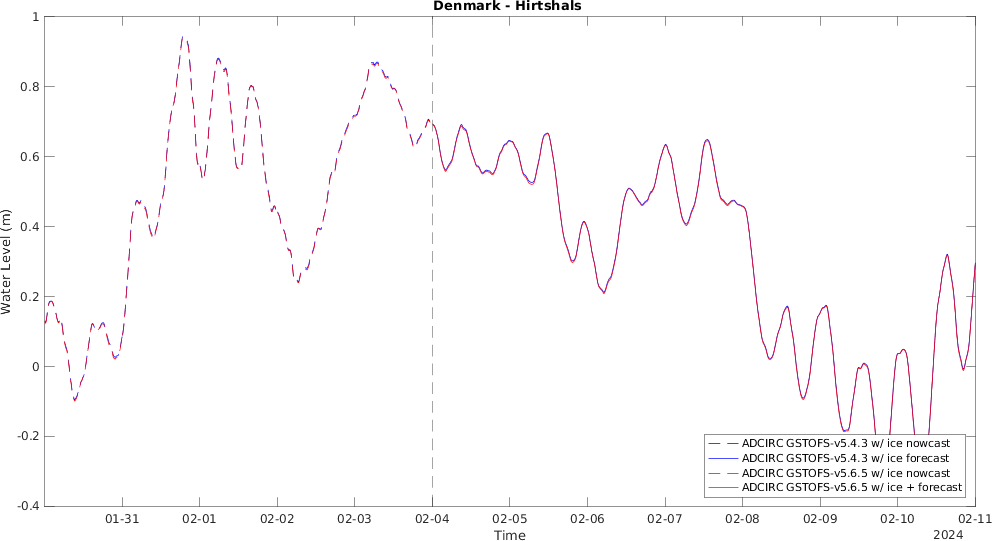 Denmark - Hirtshals
1
0.8
0.6
0.4
0.2
0
-0.2
-0.4
Water Level (m)
ADCIRC GSTOFS-v5.4.3 w/ ice nowcast
ADCIRC GSTOFS-v5.4.3 w/ ice forecast
ADCIRC GSTOFS-v5.6.5 w/ ice nowcast
ADCIRC GSTOFS-v5.6.5 w/ ice + forecast
01-31 02-01 02-02 02-03 02-04 02-05 02-06 02-07 02-08 02-09 02-10 02-11
Time
2024